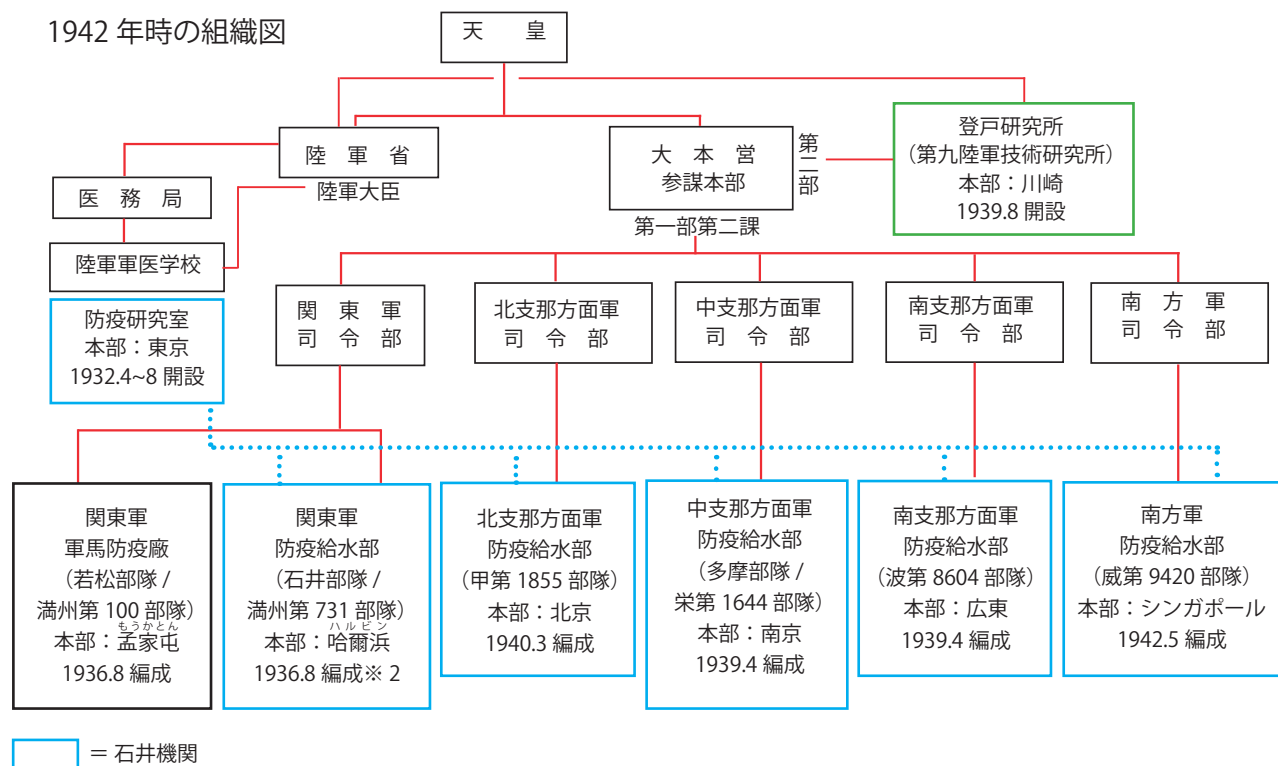 1942 年時の組織図
天 皇
陸 軍 省
陸軍大臣
大 本 営
参謀本部
第二部
第一部第二課
登戸研究所
（第九陸軍技術研究所）
本部：川崎
1939.8 開設
医 務 局
陸軍軍医学校
防疫研究室
本部：東京
1932.4~8 開設
関 東 軍
司 令 部
北支那方面軍
司 令 部
中支那方面軍
司 令 部
南支那方面軍
司 令 部
南 方 軍
司 令 部
関東軍
軍馬防疫廠
（若松部隊 /
満州第 100 部隊）
もうかとん
本部：孟家屯
1936.8 編成
関東軍
防疫給水部
（石井部隊 /
満州第 731 部隊）
ハルビン
本部：哈爾浜
1936.8 編成※ 2
北支那方面軍
防疫給水部
（甲第 1855 部隊）
本部：北京
1940.3 編成
中支那方面軍
防疫給水部
（多摩部隊 /
栄第 1644 部隊）
本部：南京
1939.4 編成
南支那方面軍
防疫給水部
（波第 8604 部隊）
本部：広東
1939.4 編成
南方軍
防疫給水部
（威第 9420 部隊）
本部：シンガポール
1942.5 編成
= 石井機関